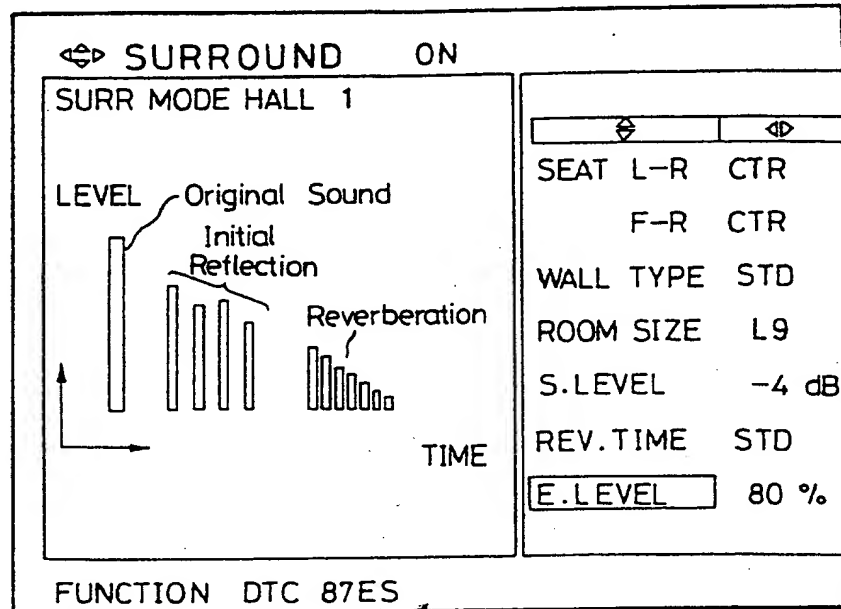 SURROUND ON
SURR MODE HALL 1
LEVEL
Original Sound
Initial
Reflection
Reverberation
TIME
SEAT L-R CTR
F-R CTR
WALL TYPE STD
ROOM SIZE L9
S.LEVEL -4 dB
REV.TIME STD
E.LEVEL 80 %
FUNCTION DTC 87ES